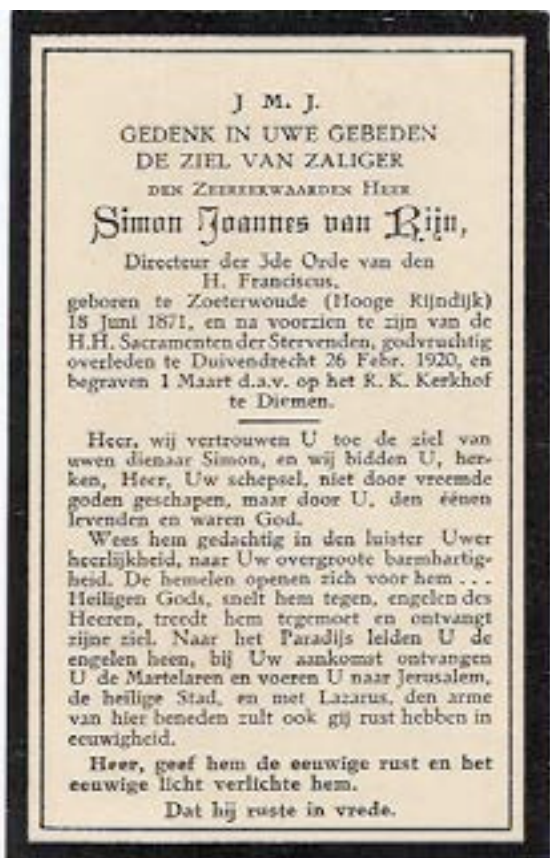 J M. J.
GEDENK IN UWE GEBEDEN
DE ZIEL VAN ZALIGER
DEN ZEEREERWAARDEN HEER
Simon Joannes van Rijn,
Directeur der 3de Orde van den
H. Franciscus,
geboren te Zoeterwoude (Hooge Rijndijk)
18 Juni 1871, en na voorzien te zijn van de
H.H. Sacramenten der Stervenden, godvruchtig
overleden te Duivendrecht 26 Febr. 1920, en
begraven 1 Maart d.a.v. op het R. K. Kerkhof
te Diemen.
Heer, wij vertrouwen U toe de ziel van
uwen dienaar Simon, en wij bidden U, her-
ken, Heer, Uw schepsel, niet door vreemde
goden geschapen, maar door U, den éénen
levenden en waren God.
Wees hem gedachtig in den luister Uwer
heerlijkheid, naar Uw overgroote barmhartig-
heid. De hemelen openen zich voor hem ...
Heiligen Gods, snelt hem tegen, engelen des
Heeren, treedt hem tegemoet en ontvangt
zijne ziel. Naar het Paradijs leiden U de
engelen heen, bij Uw aankomst ontvangen
U de Martelaren en voeren U naar Jerusalem,
de heilige Stad, en met Lazarus, den arme
van hier beneden zult ook gij rust hebben in
eeuwigheid.
Heer, geef hem de eeuwige rust en het
eeuwige licht verlichte hem.
Dat hij ruste in vrede.